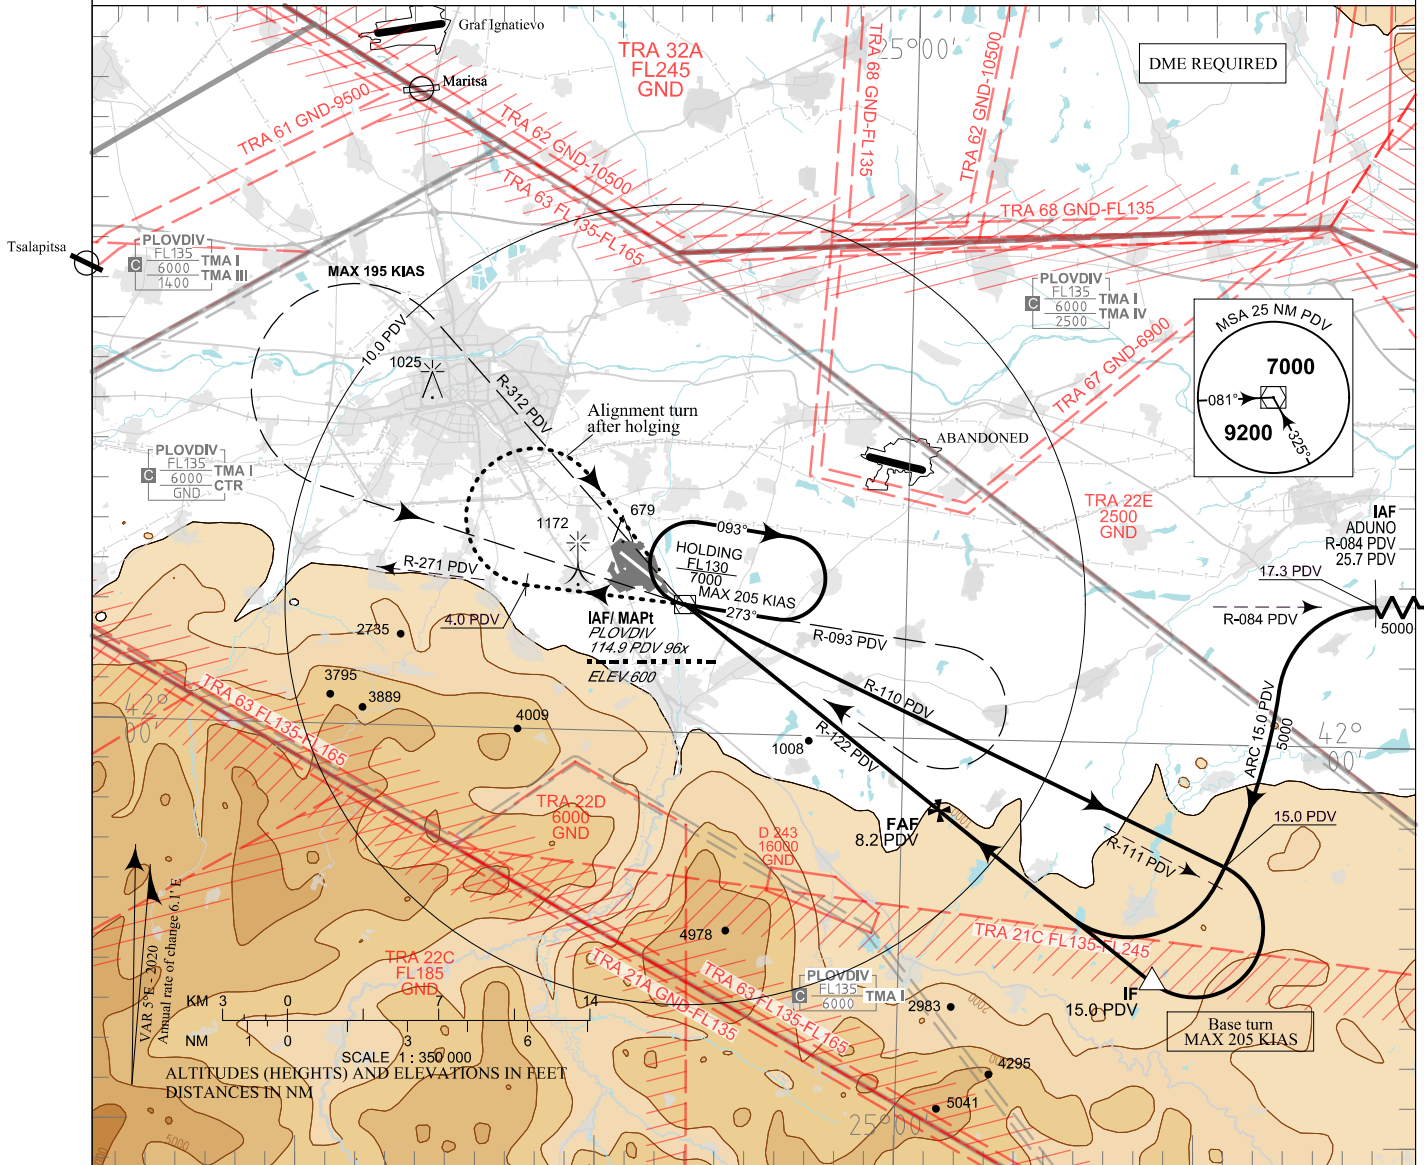 Graf Ignatievo
Maritsa
TRA 32A
FL245
GND
25°00'
DME REQUIRED
TRA 61 GND-9500
TRA 62 GND-10500
TRA 63 FL135-FL165
TRA 68 GND-FL135
TRA 62 GND-10500
TRA 68 GND-FL135
Tsalapitsa
PLOVDIV
FL135
C 6000 TMA I
1400 TMA III
MAX 195 KIAS
10.0 PDV
1025
R-312 PDV
PLOVDIV
FL135
C 6000 TMA I
2500 TMA IV
TRA 67 GND-6900
MSA 25 NM PDV
7000
081°
9200
325°
Alignment turn
after holging
ABANDONED
PLOVDIV
FL135
C 6000 TMA I
GND CTR
TRA 22E
2500
GND
IAF
ADUNO
R-084 PDV
25.7 PDV
17.3 PDV
R-084 PDV
5000
679
1172
093°
HOLDING
FL130
7000
MAX 205 KIAS
273°
R-271 PDV
4.0 PDV
IAF/ MAPt
PLOVDIV
114.9 PDV 96x
ELEV 600
R-093 PDV
R-110 PDV
R-122 PDV
2735
3795
3889
4009
1008
42°
00'
42°
00'
ARC 15.0 PDV
5000
TRA 63 FL135-FL165
TRA 22D
6000
GND
D 243
16000
GND
FAF
8.2 PDV
1000
15.0 PDV
R-111 PDV
4978
TRA 21C FL135-FL245
TRA 22C
FL185
GND
TRA 21A GND-FL135
TRA 63 FL135-FL165
PLOVDIV
FL135
C 6000 TMA I
2983
2000
IF
15.0 PDV
Base turn
MAX 205 KIAS
4295
5041
25°00'
VAR 5°E - 2020
Annual rate of change 6.1' E
KM 3 0 7 14
NM 1 0 3 6
SCALE 1 : 350 000
ALTITUDES (HEIGHTS) AND ELEVATIONS IN FEET
DISTANCES IN NM
5000